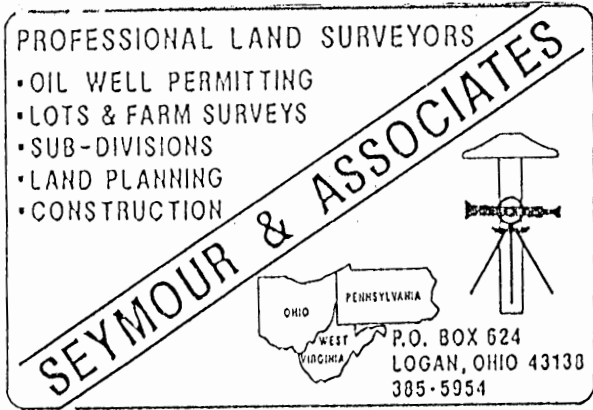 PROFESSIONAL LAND SURVEYORS
▪OIL WELL PERMITTING
▪LOTS & FARM SURVEYS
▪SUB-DIVISIONS
▪LAND PLANNING
▪CONSTRUCTION
SEYMOUR & ASSOCIATES
OHIO
PENNSYLVANIA
WEST
VIRGINIA
P.O. BOX 624
LOGAN, OHIO 43138
385-5954